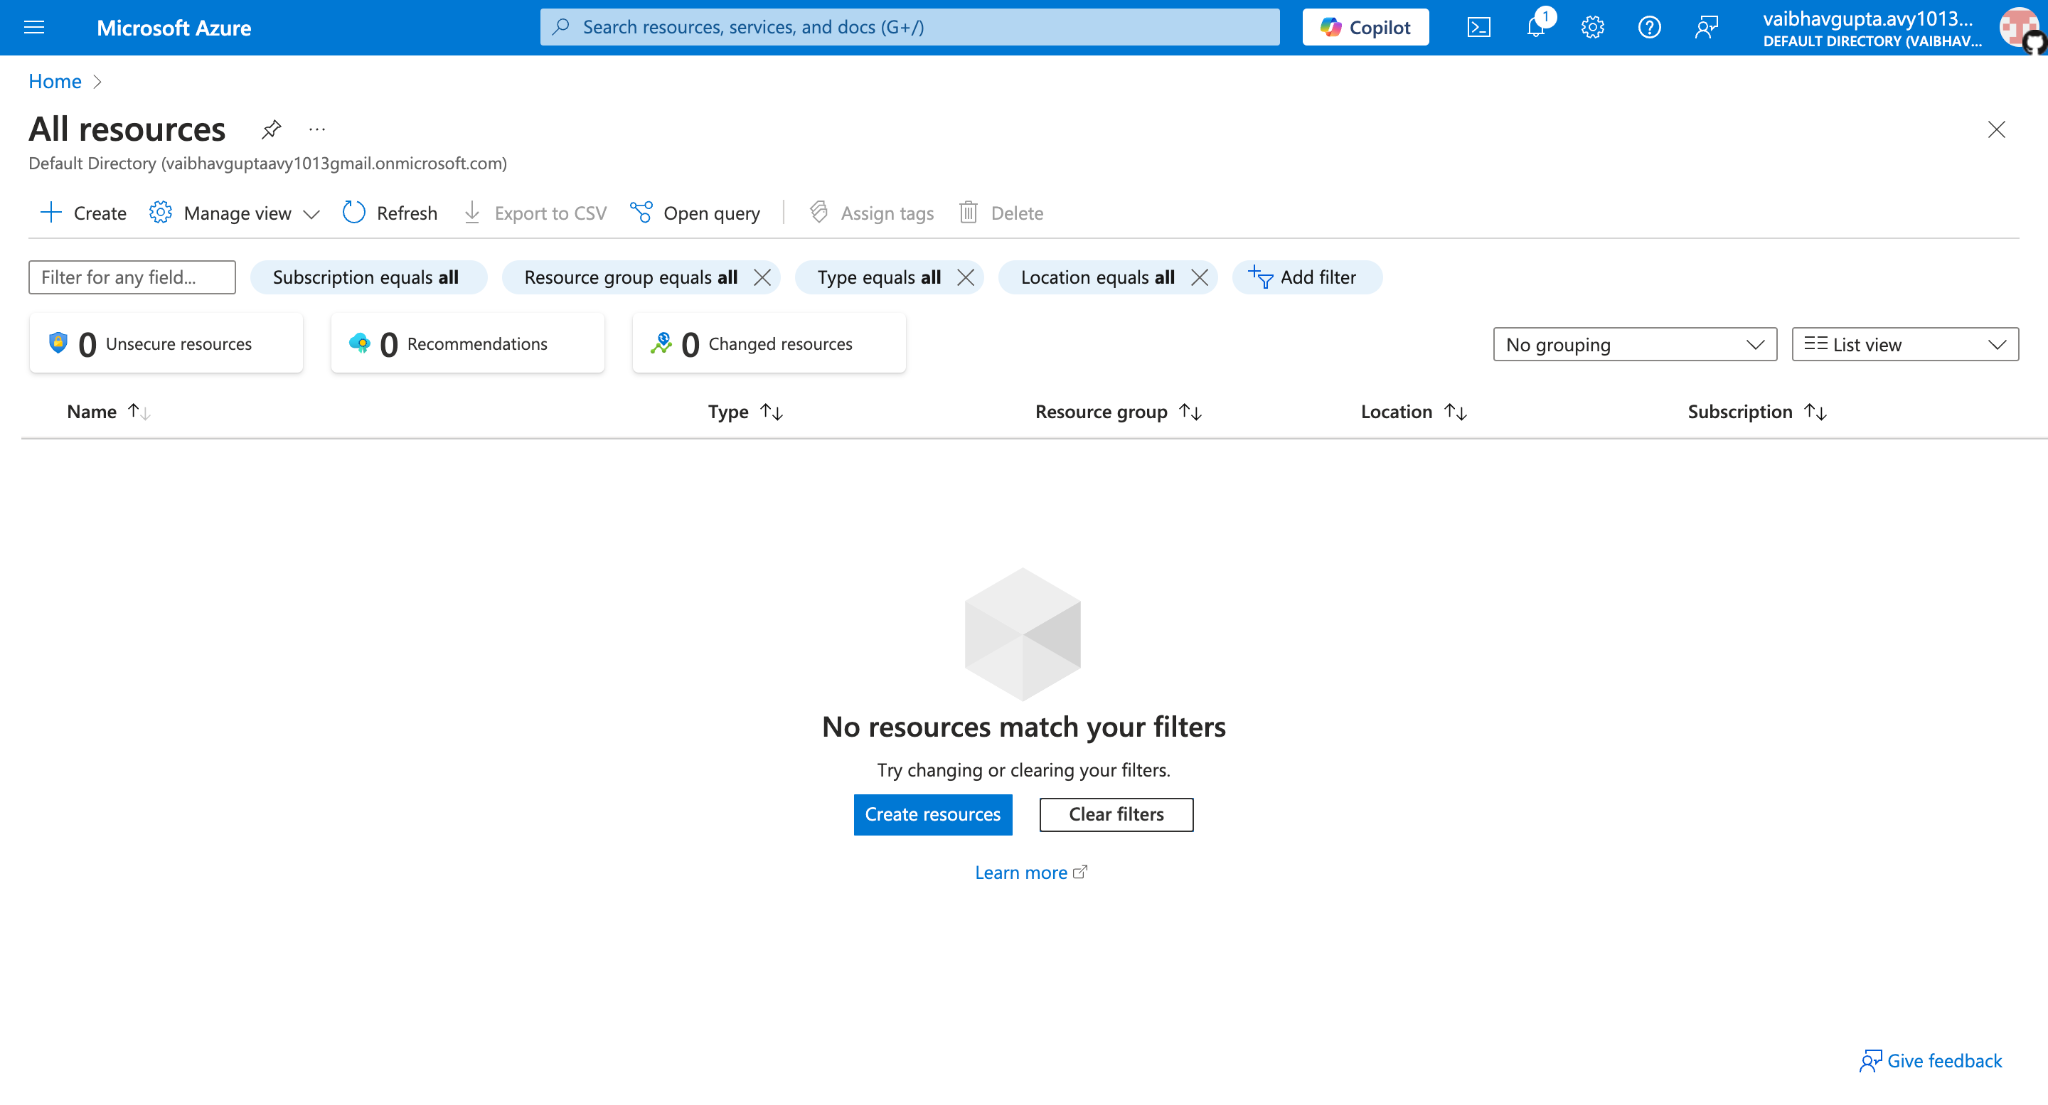 Microsoft Azure
Search resources, services, and docs (G+/)
Copilot
1
vaibhavgupta.avy1013...
DEFAULT DIRECTORY (VAIBHAV...
Home
All resources
Default Directory (vaibhavguptaavy1013gmail.onmicrosoft.com)
Create
Manage view
Refresh
Export to CSV
Open query
Assign tags
Delete
Filter for any field...
Subscription equals all
Resource group equals all
Type equals all
Location equals all
Add filter
0 Unsecure resources
0 Recommendations
0 Changed resources
No grouping
List view
Name
Type
Resource group
Location
Subscription
No resources match your filters
Try changing or clearing your filters.
Create resources
Clear filters
Learn more
Give feedback